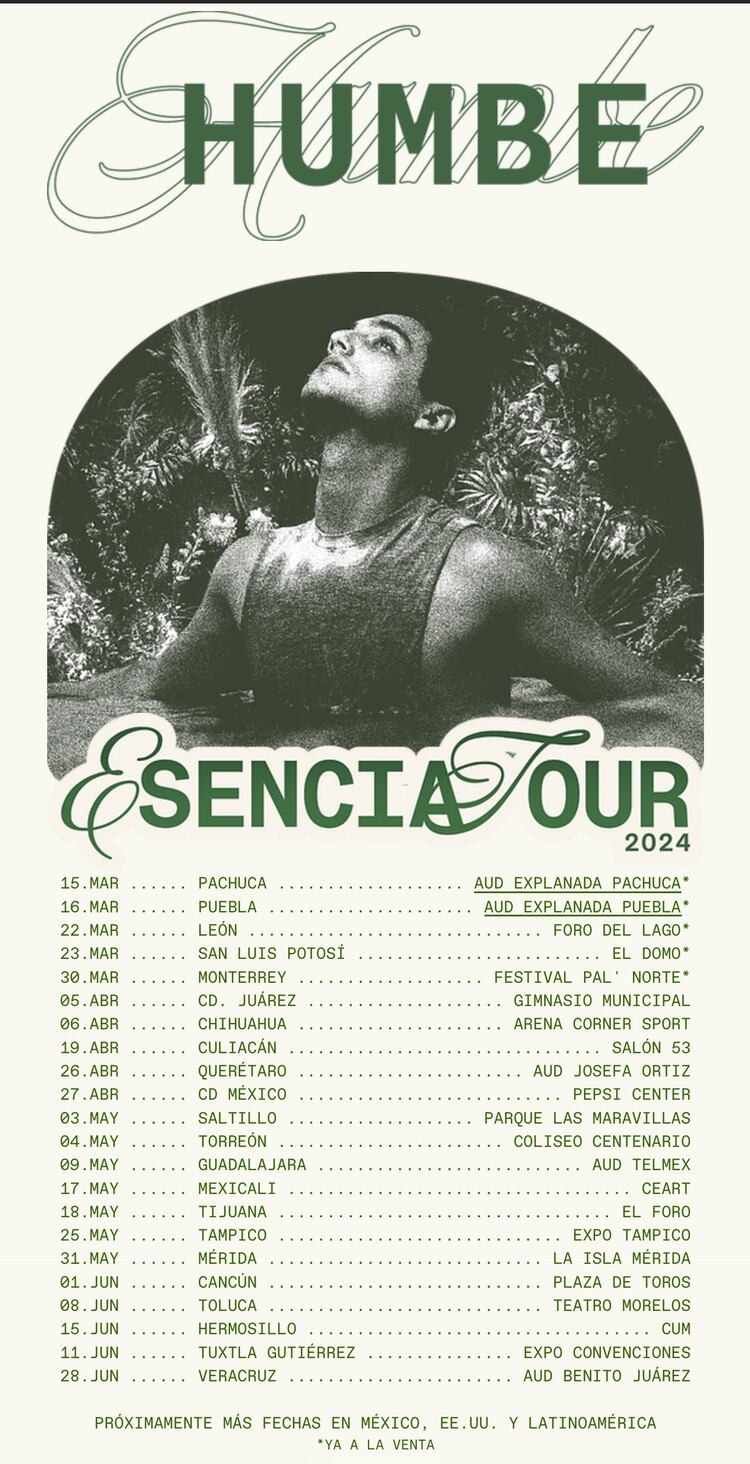 Humbe
HUMBE
ESENCIA TOUR
2024
15.MAR ...... PACHUCA ................... AUD EXPLANADA PACHUCA*
16.MAR ...... PUEBLA ..................... AUD EXPLANADA PUEBLA*
22.MAR ...... LEÓN .............................. FORO DEL LAGO*
23.MAR ...... SAN LUIS POTOSÍ ......................... EL DOMO*
30.MAR ...... MONTERREY .................... FESTIVAL PAL' NORTE*
05.ABR ...... CD. JUÁREZ .................... GIMNASIO MUNICIPAL
06.ABR ...... CHIHUAHUA ..................... ARENA CORNER SPORT
19.ABR ...... CULIACÁN ................................ SALÓN 53
26.ABR ...... QUERÉTARO ....................... AUD JOSEFA ORTIZ
27.ABR ...... CD MÉXICO ........................... PEPSI CENTER
03.MAY ...... SALTILLO ................... PARQUE LAS MARAVILLAS
04.MAY ...... TORREÓN ....................... COLISEO CENTENARIO
09.MAY ...... GUADALAJARA ........................... AUD TELMEX
17.MAY ...... MEXICALI ................................... CEART
18.MAY ...... TIJUANA .................................. EL FORO
25.MAY ...... TAMPICO ............................. EXPO TAMPICO
31.MAY ...... MÉRIDA ............................. LA ISLA MÉRIDA
01.JUN ...... CANCÚN ............................. PLAZA DE TOROS
08.JUN ...... TOLUCA ............................. TEATRO MORELOS
15.JUN ...... HERMOSILLO ................................... CUM
11.JUN ...... TUXTLA GUTIÉRREZ ............... EXPO CONVENCIONES
28.JUN ...... VERACRUZ ........................ AUD BENITO JUÁREZ
PRÓXIMAMENTE MÁS FECHAS EN MÉXICO, EE.UU. Y LATINOAMÉRICA
*YA A LA VENTA